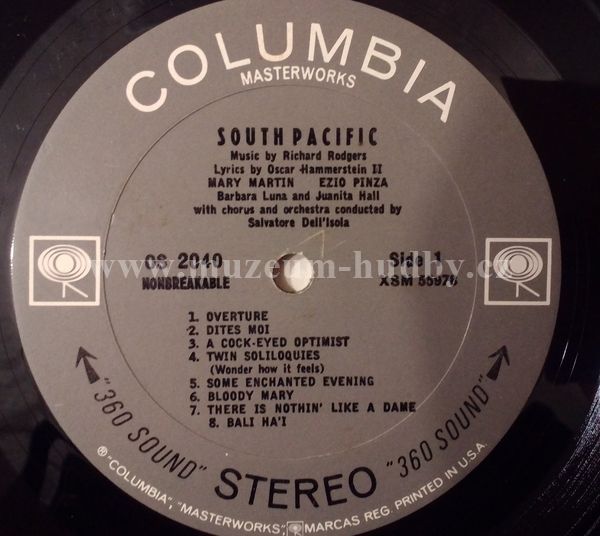 COLUMBIA
MASTERWORKS
SOUTH PACIFIC
Music by Richard Rodgers
Lyrics by Oscar Hammerstein II
MARY MARTIN EZIO PINZA
Barbara Luna and Juanita Hall
with chorus and orchestra conducted by
Salvatore Dell'Isola
OS 2040 Side 1
www.muzeum-hudby.cz
NONBREAKABLE XSM 55976
1. OVERTURE
2. DITES MOI
3. A COCK-EYED OPTIMIST
4. TWIN SOLILOQUIES
(Wonder how it feels)
5. SOME ENCHANTED EVENING
6. BLOODY MARY
7. THERE IS NOTHIN' LIKE A DAME
8. BALI HA'I
"360 SOUND" STEREO "360 SOUND"
® "COLUMBIA", "MASTERWORKS", MARCAS REG. PRINTED IN U.S.A.